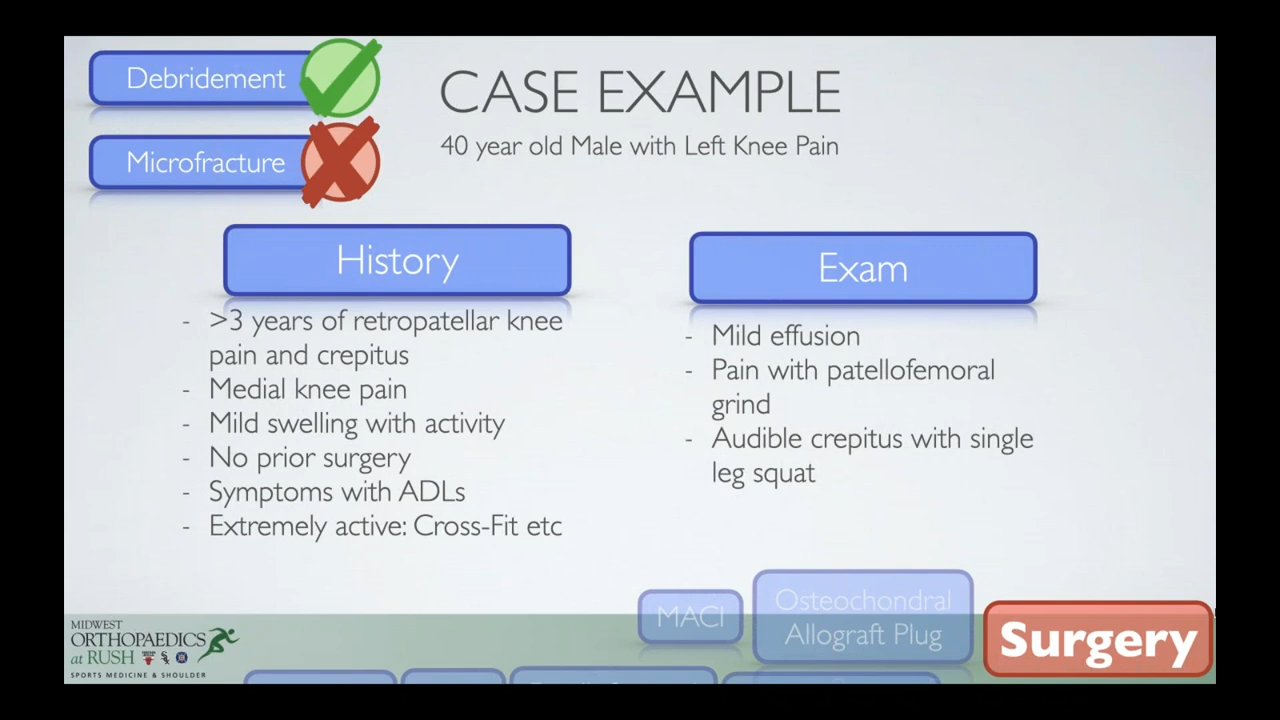 Debridement
Microfracture
CASE EXAMPLE
40 year old Male with Left Knee Pain
History
- >3 years of retropatellar knee
pain and crepitus
- Medial knee pain
- Mild swelling with activity
- No prior surgery
- Symptoms with ADLs
- Extremely active: Cross-Fit etc
Exam
- Mild effusion
- Pain with patellofemoral
grind
- Audible crepitus with single
leg squat
MACI
Osteochondral
Allograft Plug
Surgery
MIDWEST
ORTHOPAEDICS
at RUSH
SPORTS MEDICINE & SHOULDER